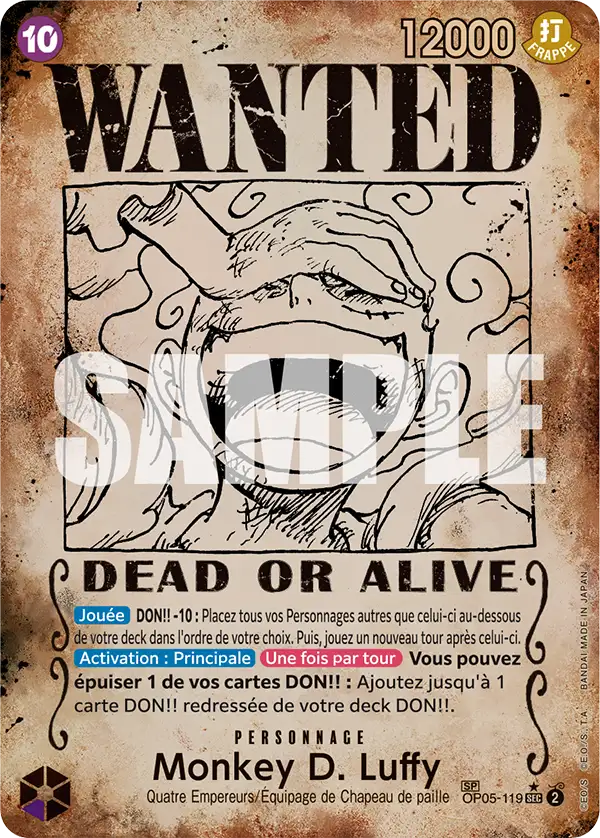 10
12000
打
FRAPPE
WANTED
SAMPLE
DEAD OR ALIVE
Jouée DON!! -10 : Placez tous vos Personnages autres que celui-ci au-dessous
de votre deck dans l'ordre de votre choix. Puis, jouez un nouveau tour après celui-ci.
Activation : Principale Une fois par tour Vous pouvez
épuiser 1 de vos cartes DON!! : Ajoutez jusqu'à 1
carte DON!! redressée de votre deck DON!!.
PERSONNAGE
Monkey D. Luffy
Quatre Empereurs/Équipage de Chapeau de paille
SP
OP05-119 SEC 2
©E.O./S. ©E.O./S., T.A. BANDAI MADE IN JAPAN